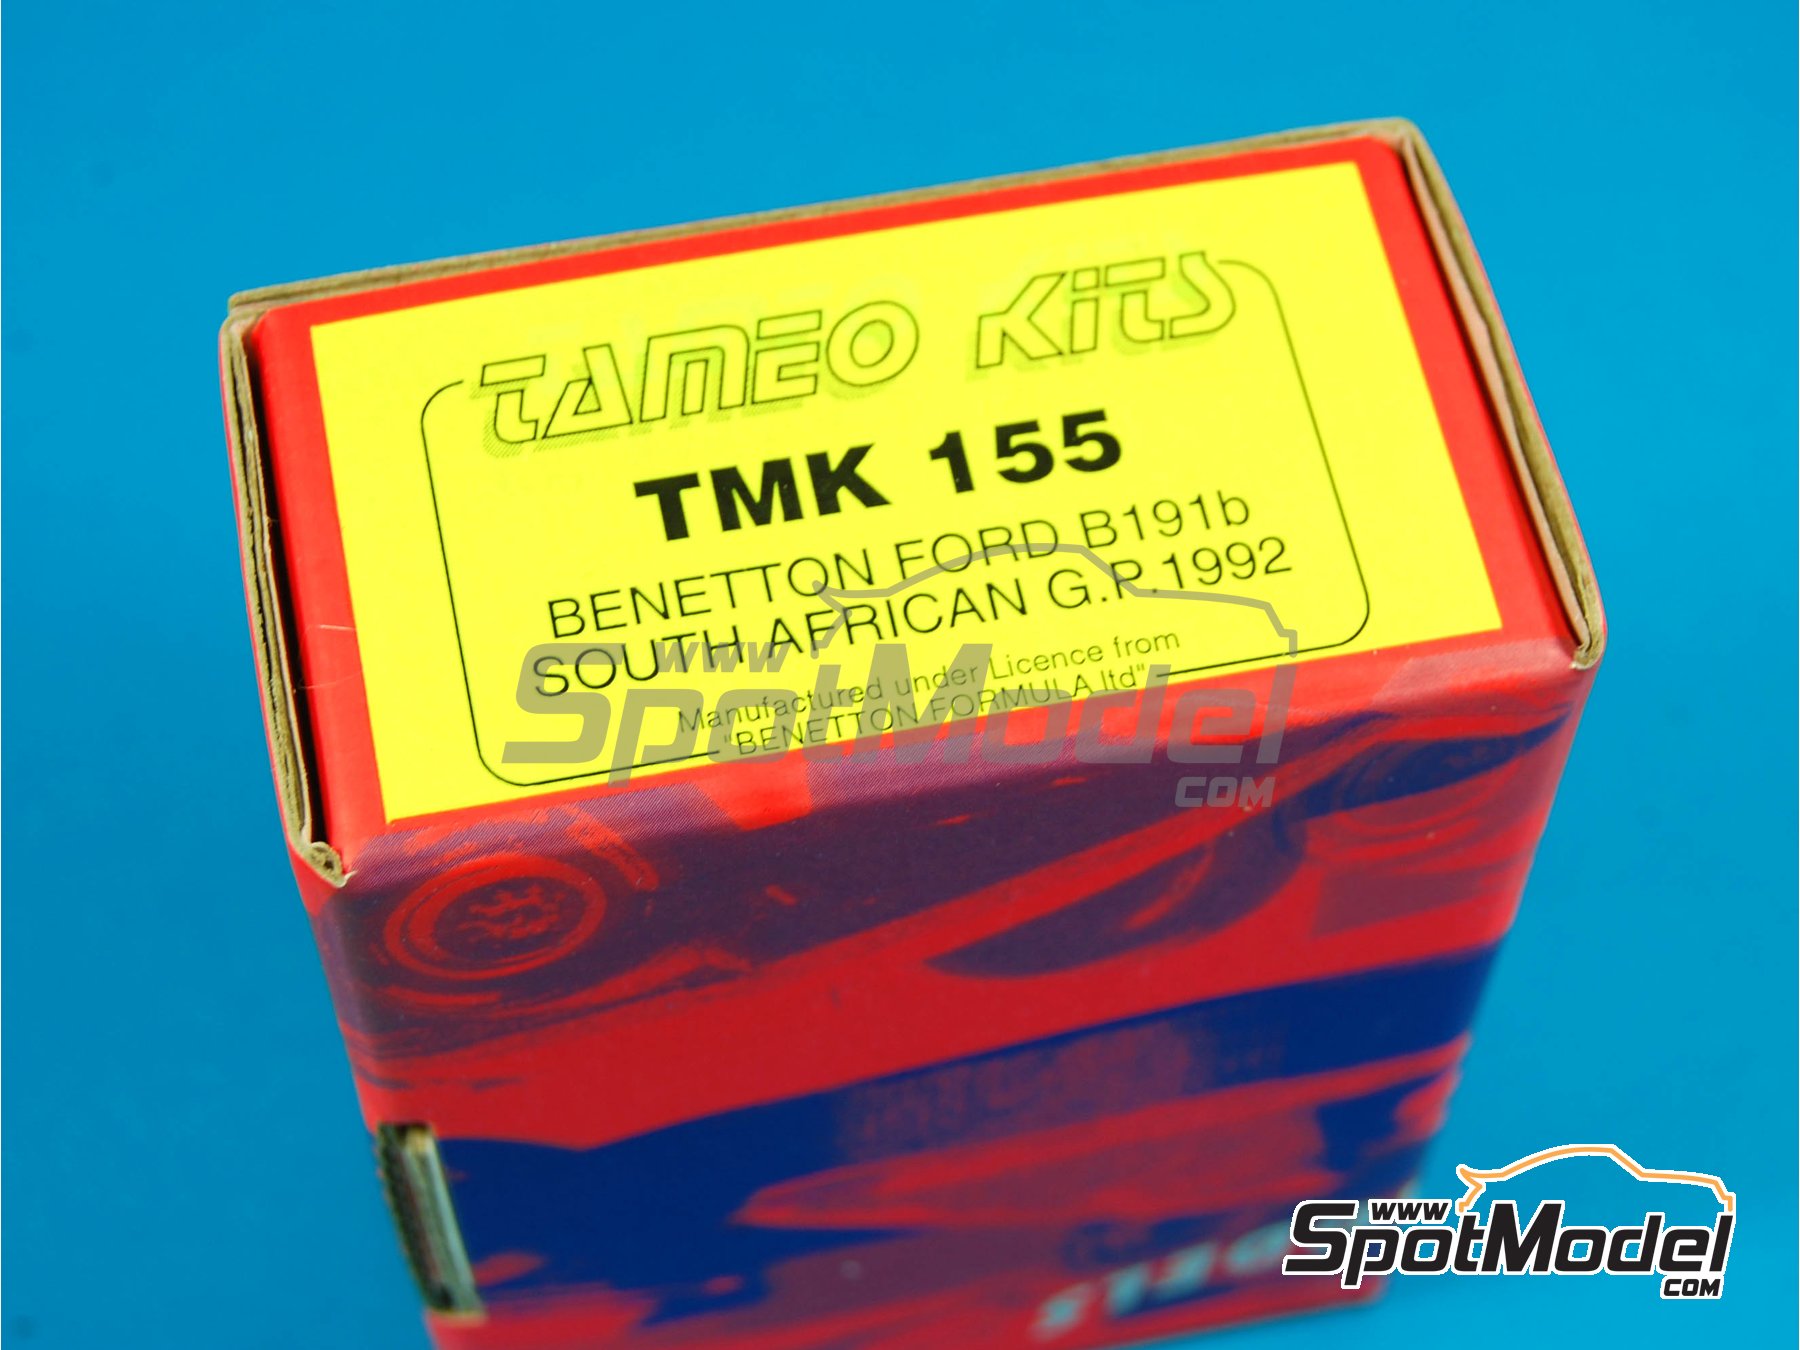 TAMEO KITS
TMK 155
BENETTON FORD B191b
SOUTH AFRICAN G.P.1992
Manufactured under Licence from
"BENETTON FORMULA ltd"
www
SpotModel
.COM
www
SpotModel
.COM